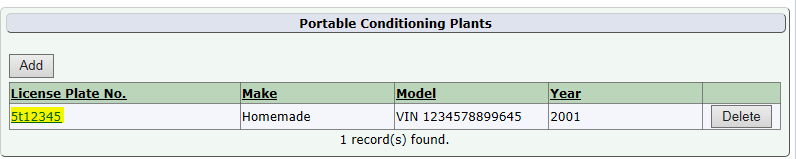 Portable Conditioning Plants
Add
License Plate No. Make Model Year
5t12345 Homemade VIN 1234578899645 2001 Delete
1 record(s) found.